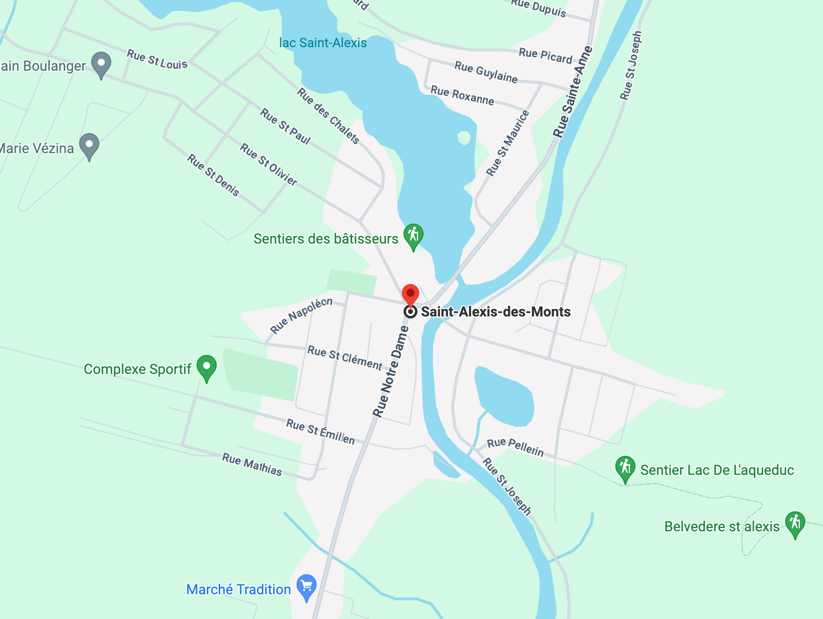 ard
Rue Dupuis
lac Saint-Alexis
Rue Picard
Rue St Louis
ain Boulanger
Rue Guylaine
Rue Sainte-Anne
Rue St Joseph
Rue Roxanne
Rue des Chalets
Rue St Paul
Rue St Maurice
Marie Vézina
Rue St Olivier
Rue St Denis
Sentiers des bâtisseurs
Rue Napoléon
Saint-Alexis-des-Monts
Rue St Clément
Complexe Sportif
Rue Notre Dame
Rue St Émilien
Rue Pellerin
Rue Mathias
Sentier Lac De L'aqueduc
Rue St Joseph
Belvedere st alexis
Marché Tradition